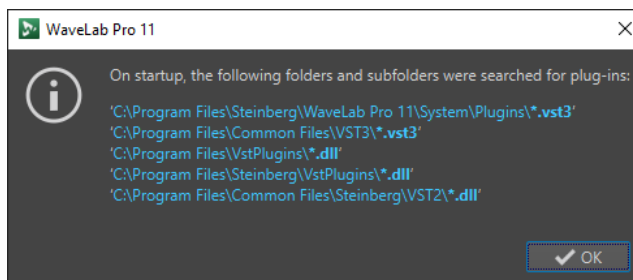 WaveLab Pro 11
On startup, the following folders and subfolders were searched for plug-ins:
'C:\Program Files\Steinberg\WaveLab Pro 11\System\Plugins\*.vst3'
'C:\Program Files\Common Files\VST3\*.vst3'
'C:\Program Files\VstPlugins\*.dll'
'C:\Program Files\Steinberg\VstPlugins\*.dll'
'C:\Program Files\Common Files\Steinberg\VST2\*.dll'
OK